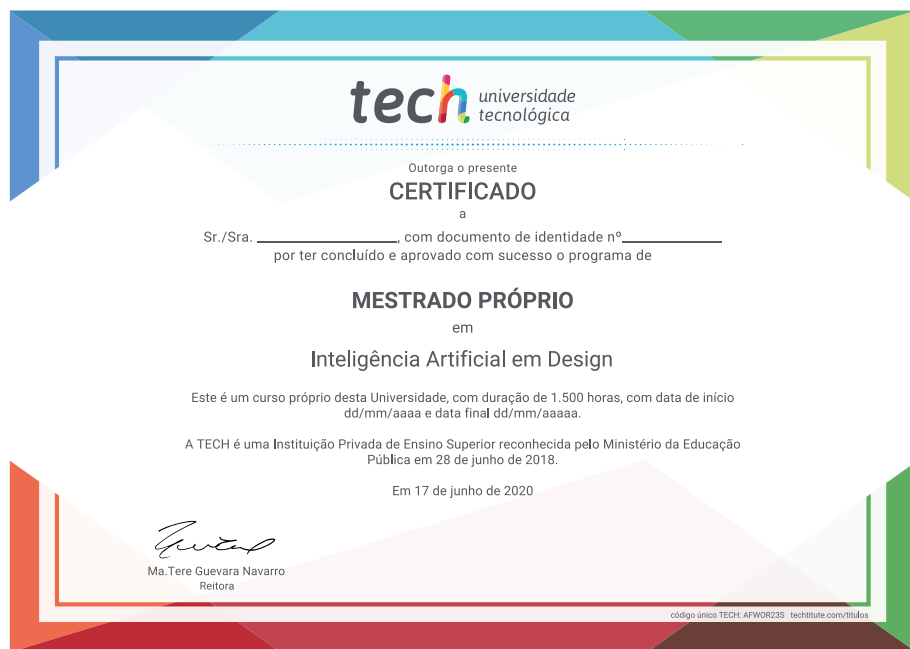 tech universidade
tecnológica
Outorga o presente
CERTIFICADO
a
Sr./Sra. ____________________, com documento de identidade nº______________
por ter concluído e aprovado com sucesso o programa de
MESTRADO PRÓPRIO
em
Inteligência Artificial em Design
Este é um curso próprio desta Universidade, com duração de 1.500 horas, com data de início
dd/mm/aaaa e data final dd/mm/aaaaa.
A TECH é uma Instituição Privada de Ensino Superior reconhecida pelo Ministério da Educação
Pública em 28 de junho de 2018.
Em 17 de junho de 2020
Ma.Tere Guevara Navarro
Reitora
código único TECH: AFWOR23S techtitute.com/titulos